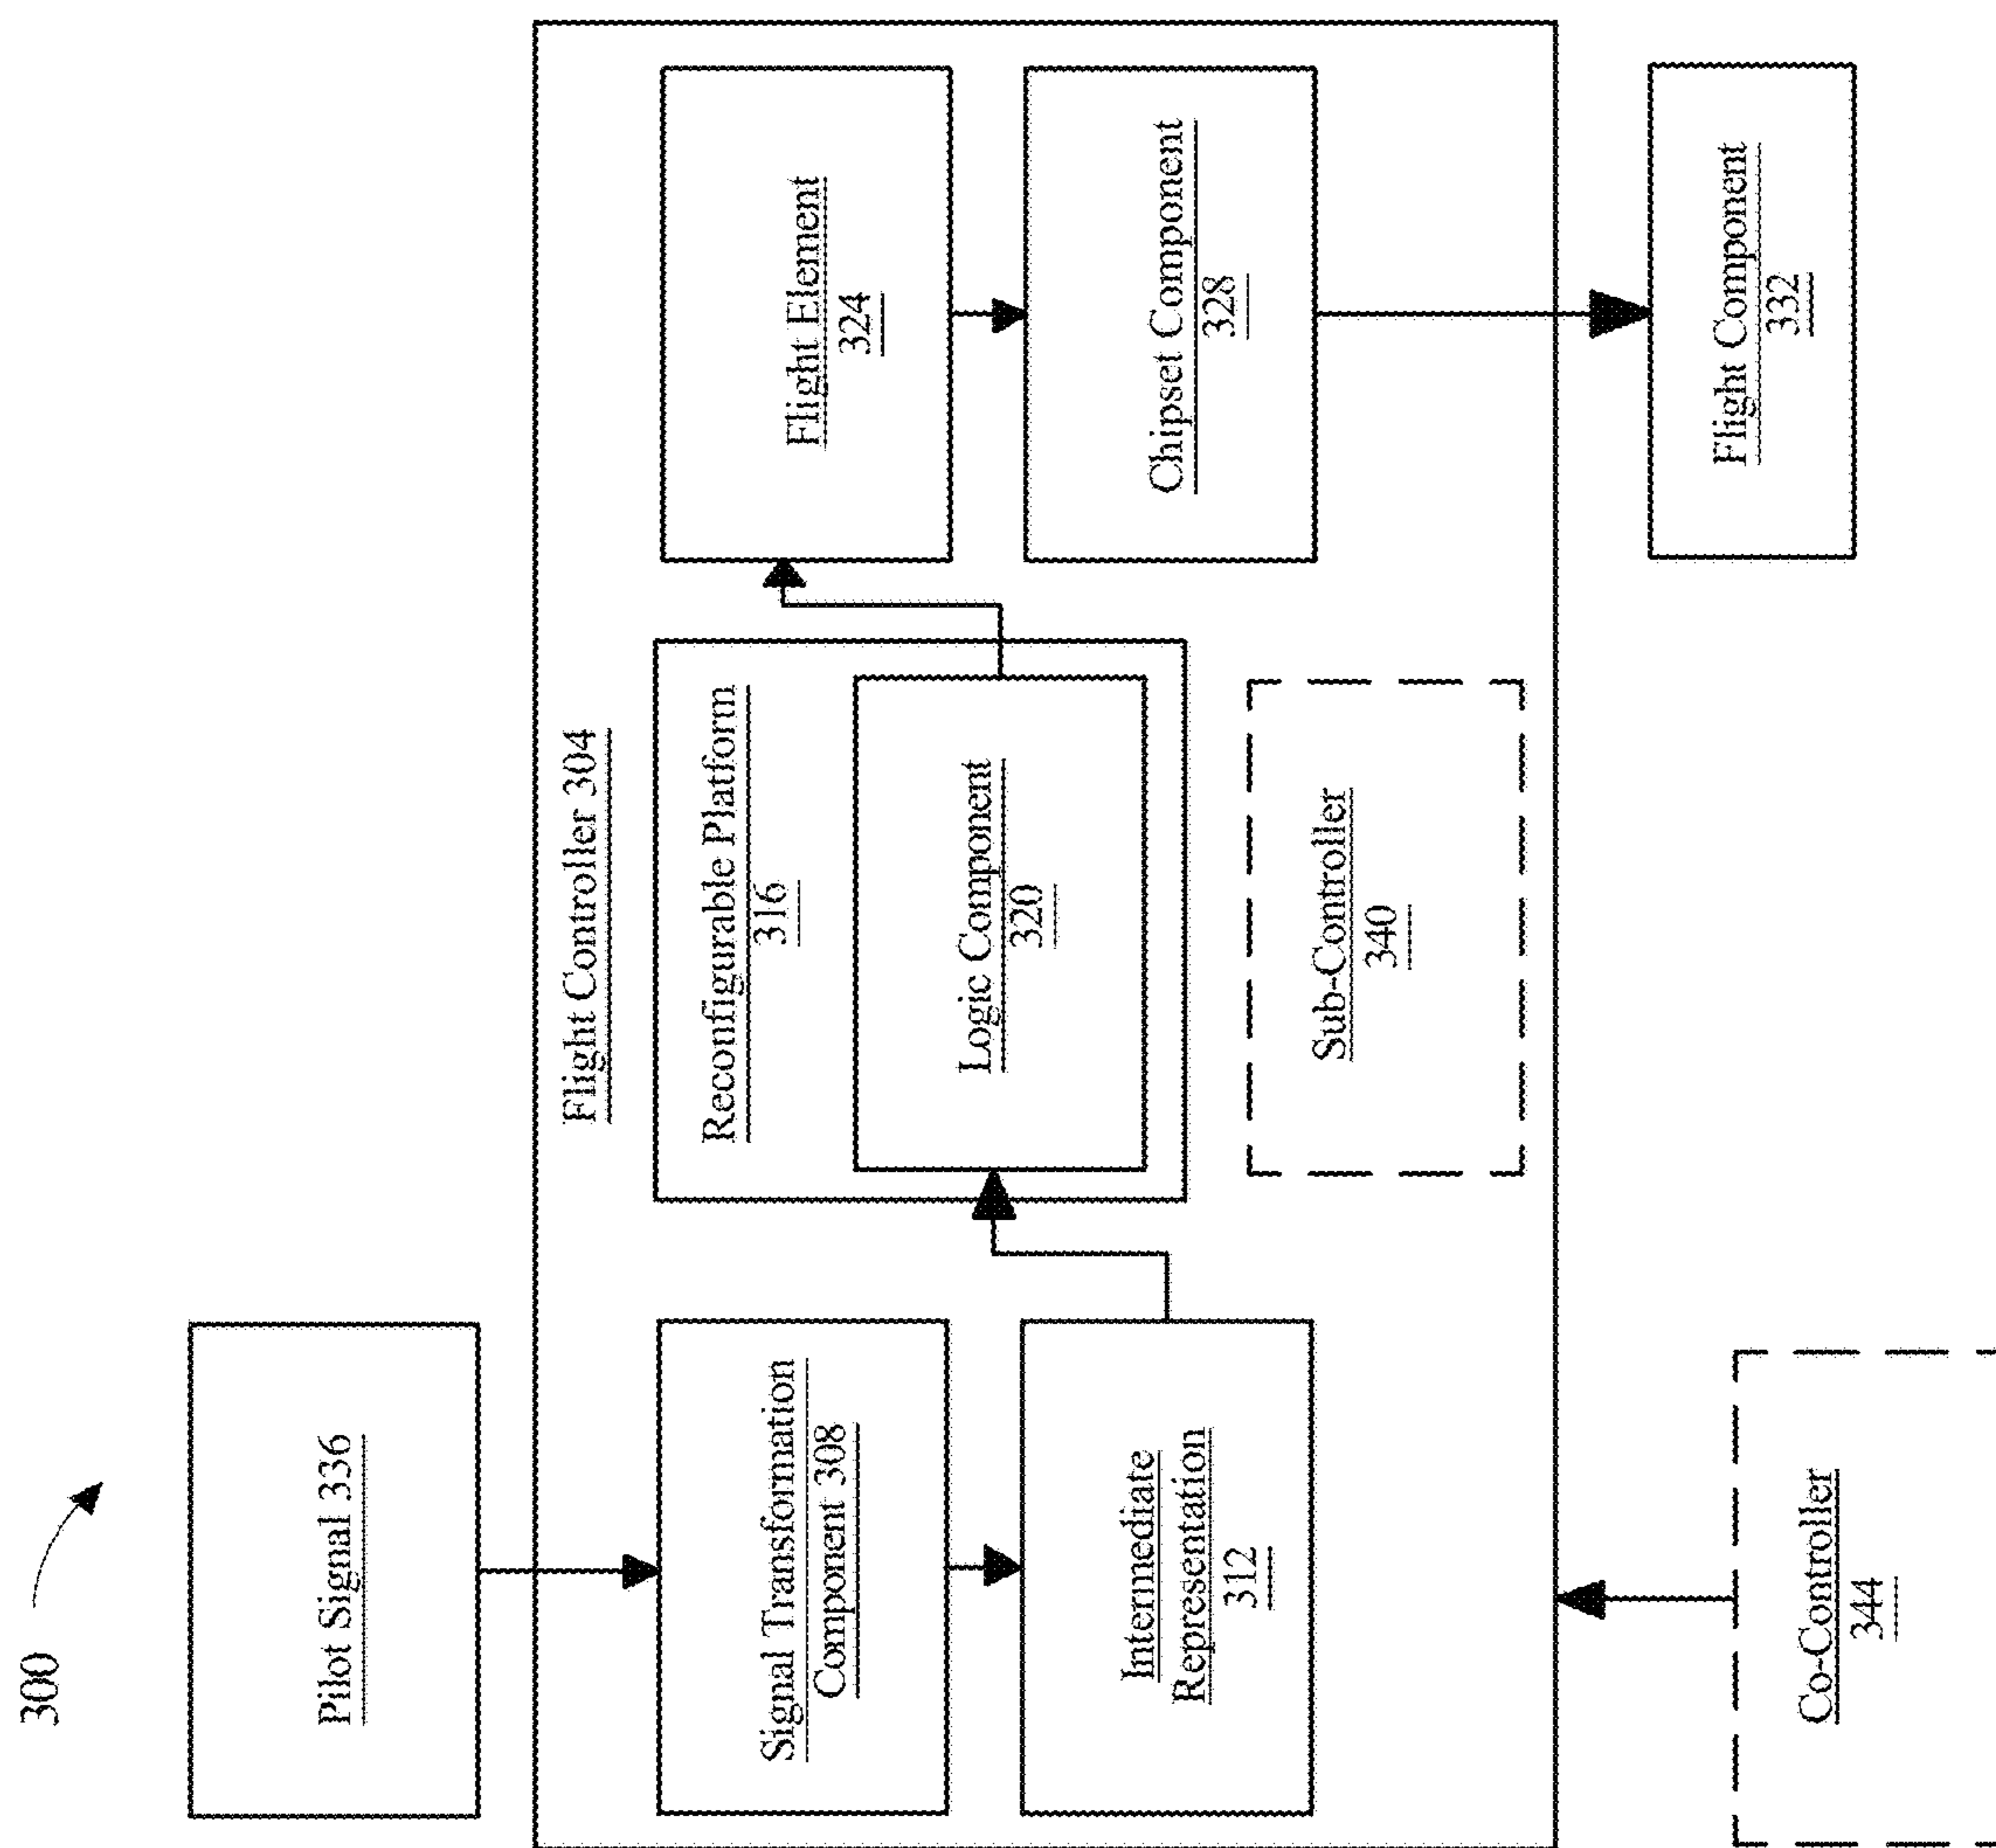 300
Pilot Signal 336
Flight Controller 304
Signal Transformation
Component 308
Intermediate
Representation
312
Reconfigurable Platform
316
Logic Component
320
Sub-Controller
340
Flight Element
324
Chipset Component
328
Co-Controller
344
Flight Component
332